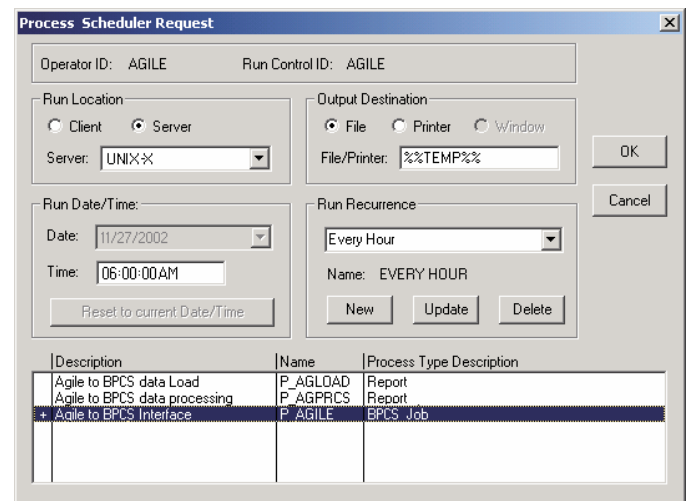 Process Scheduler Request
Operator ID: AGILE Run Control ID: AGILE
Run Location
Client Server
Server: UNIX-X
Output Destination
File Printer Window
File/Printer: %%TEMP%%
OK
Cancel
Run Date/Time:
Date: 11/27/2002
Time: 06:00:00AM
Reset to current Date/Time
Run Recurrence
Every Hour
Name: EVERY HOUR
New Update Delete
Description Name Process Type Description
Agile to BPCS data Load P_AGLOAD Report
Agile to BPCS data processing P_AGPRCS Report
+ Agile to BPCS Interface P_AGILE BPCS Job